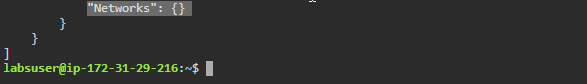 "Networks": {}
}
}
]
labsuser@ip-172-31-29-216:~$